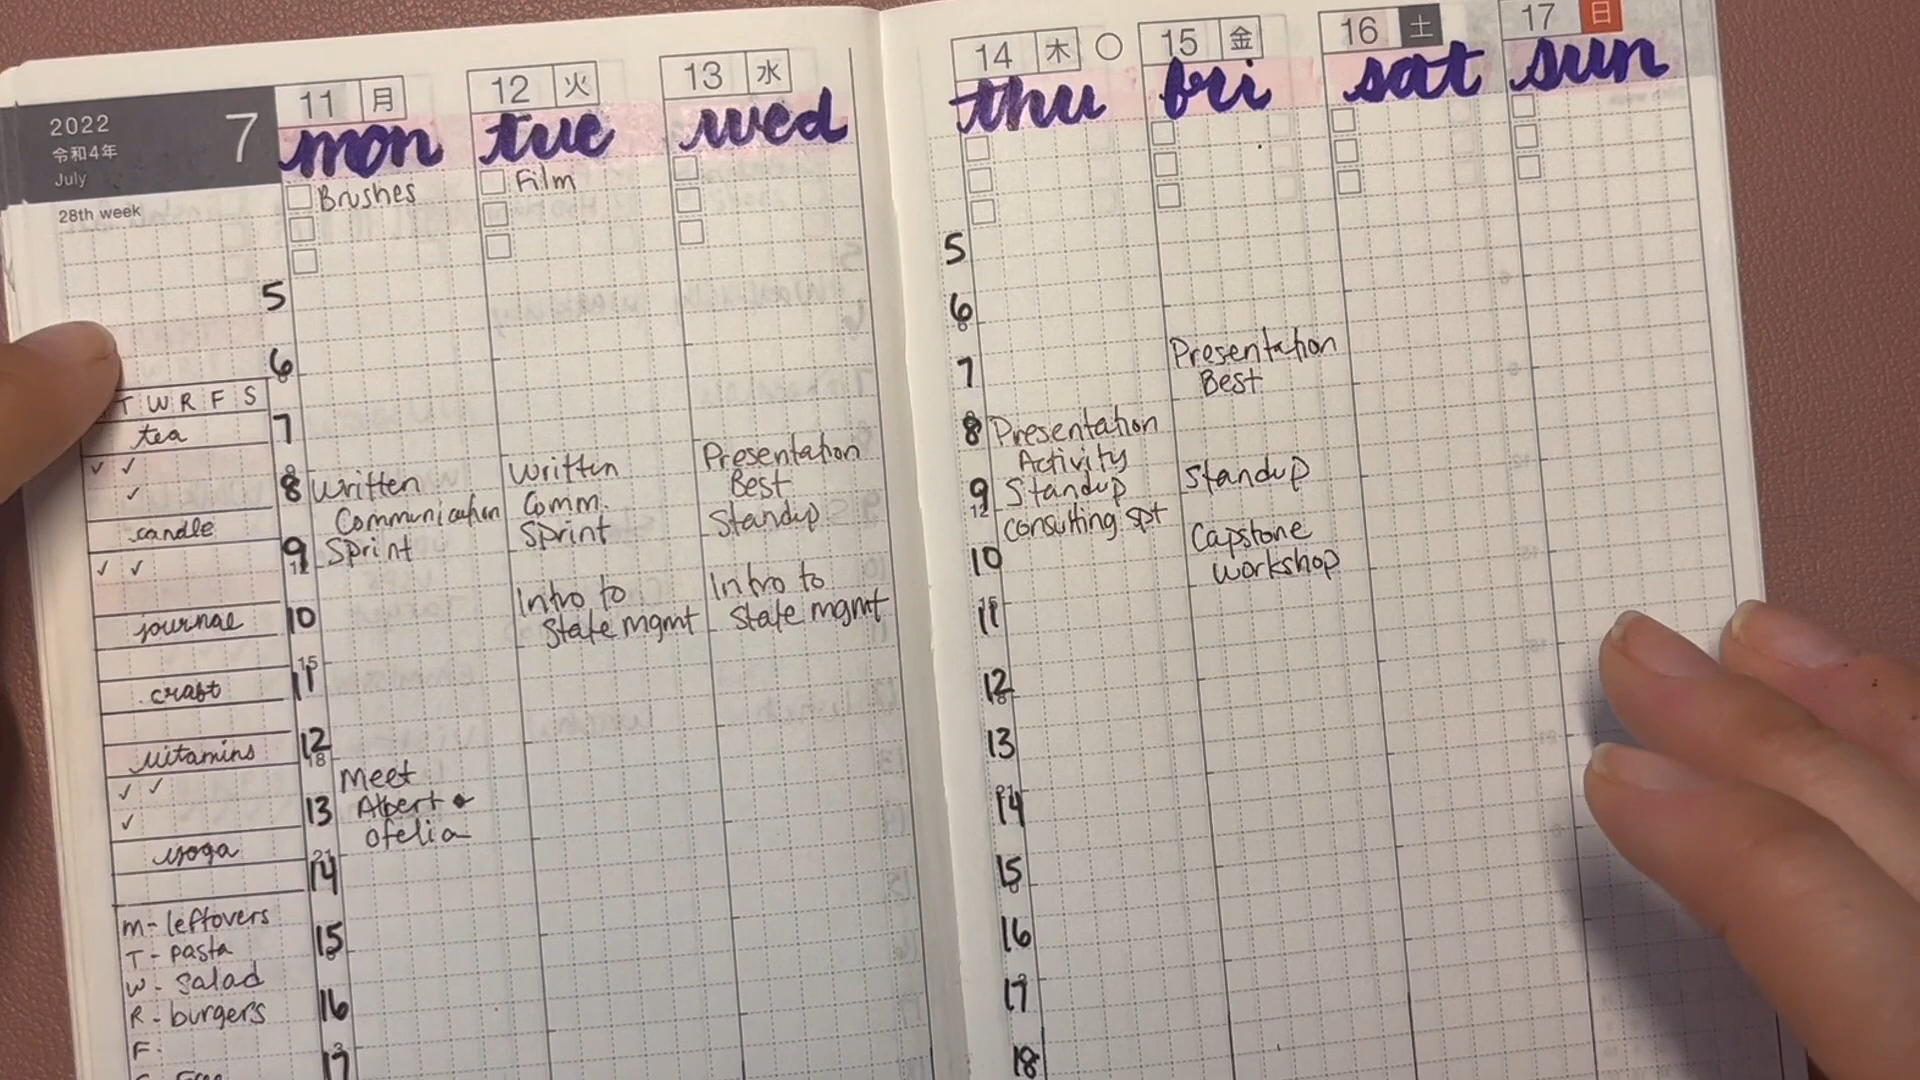 2022
令和4年
July
7
28th week
11 月
mon
Brushes
12 火
tue
Film
13 水
wed
14 木
thu
15 金
fri
16 土
sat
17 日
sun
T W R F S
tea
✓ ✓
✓
candle
✓ ✓
journal
craft
vitamins
✓ ✓
✓
yoga
M- leftovers
T - pasta
W - salad
R - burgers
F -
5
6
7
8
9
10
11
12
13
14
15
16
17
Written
Communication
Sprint
Meet
Albert &
Ofelia
Written
Comm.
Sprint
Intro to
State mgmt
Presentation
Best
Standup
Intro to
State mgmt
5
6
7
8
9
10
11
12
13
14
15
16
17
18
Presentation
Activity
Standup
consulting spt
Presentation
Best
Standup
Capstone
workshop